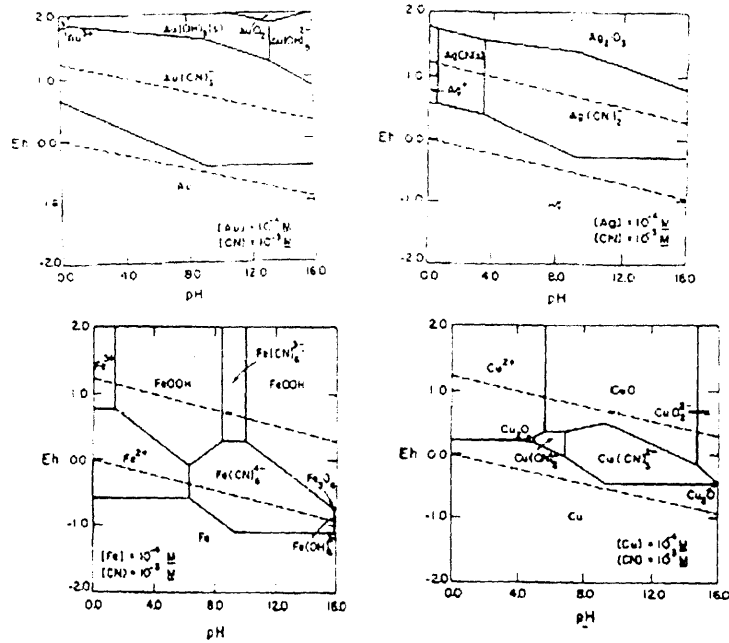 2.0
1.0
Eh 0.0
-2.0
0.0 4.0 8.0 12.0 16.0
pH
Au(OH)3(s)
Au(CN)2-
Au
[Au] = 10-4 M
[CN] = 10-3 M
2.0
1.0
Eh 0.0
-1.0
-2.0
0.0 4.0 8.0 12.0 16.0
pH
Ag2O3
AgCN(s)
Ag+
Ag(CN)2-
[Ag] = 10-4 M
[CN] = 10-3 M
2.0
1.0
Eh 0.0
-1.0
-2.0
0.0 4.0 8.0 12.0 16.0
pH
Fe3+
FeOOH
Fe(CN)6 3-
FeOOH
Fe2+
Fe(CN)6 4-
Fe3O4
Fe
[Fe] = 10-4 M
[CN] = 10-3 M
2.0
1.0
Eh 0.0
-1.0
-2.0
0.0 4.0 8.0 12.0 16.0
pH
Cu2+
CuO
CuO2 2-
Cu2O
Cu(CN)2-
Cu(CN)3 2-
Cu2O
Cu
[Cu] = 10-4 M
[CN] = 10-3 M